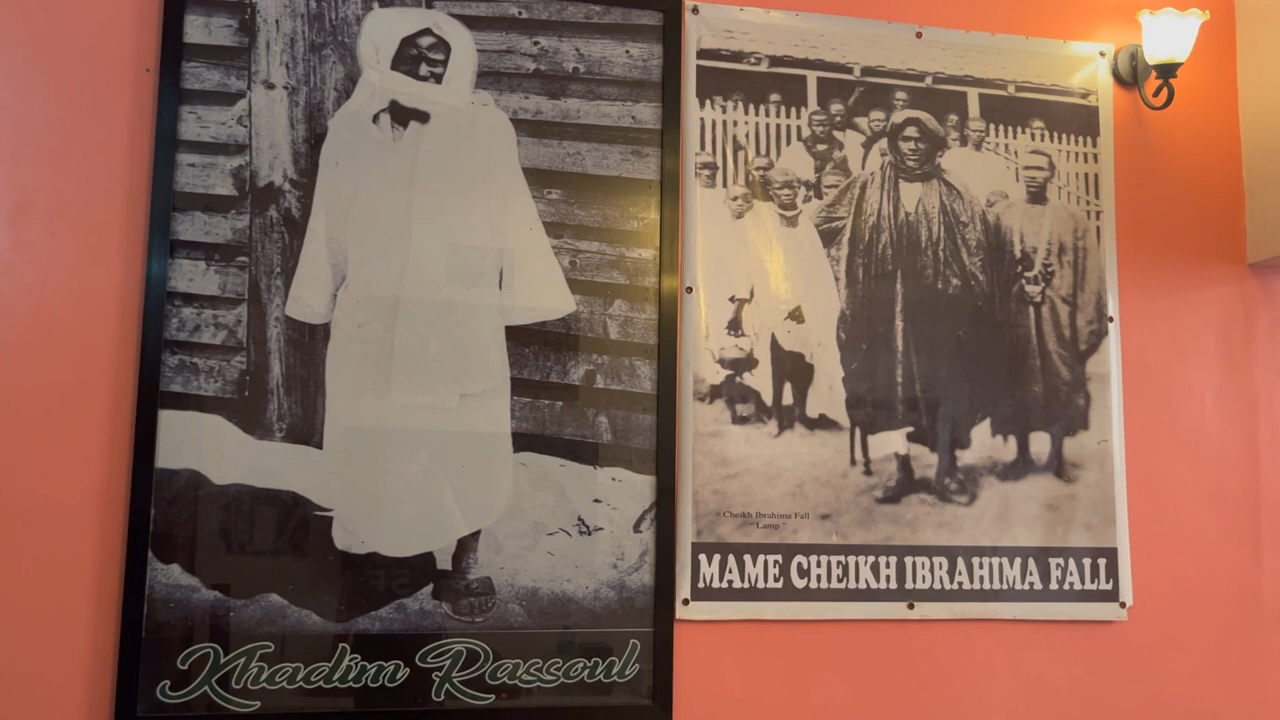 Khadim Rassoul
Cheikh Ibrahima Fall
" Lamp "
MAME CHEIKH IBRAHIMA FALL